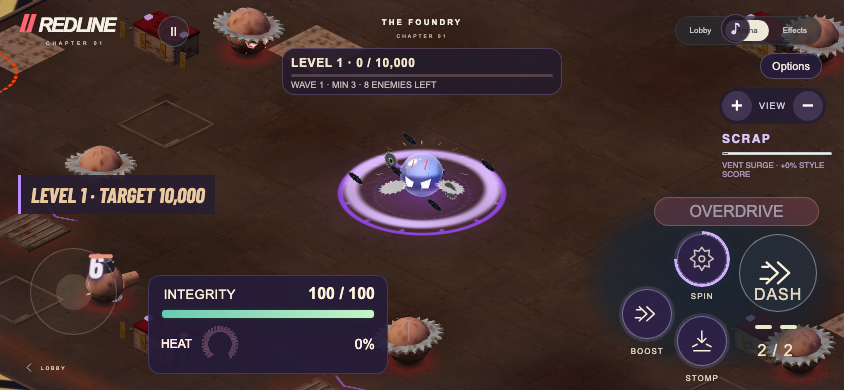 REDLINE
CHAPTER 01
THE FOUNDRY
CHAPTER 01
Lobby
Effects
Options
LEVEL 1 · 0 / 10,000
WAVE 1 · MIN 3 · 8 ENEMIES LEFT
+ VIEW −
SCRAP
VENT SURGE · +0% STYLE
SCORE
LEVEL 1 · TARGET 10,000
OVERDRIVE
6
SPIN
DASH
INTEGRITY 100 / 100
HEAT 0%
BOOST
STOMP
2 / 2
LOBBY